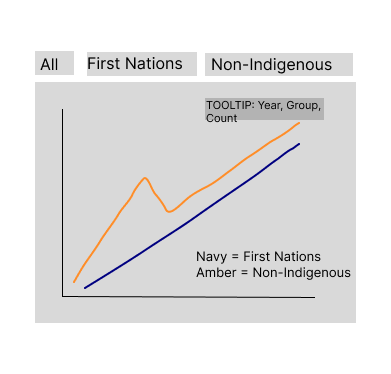 All
First Nations
Non-Indigenous
TOOLTIP: Year, Group,
Count
Navy = First Nations
Amber = Non-Indigenous